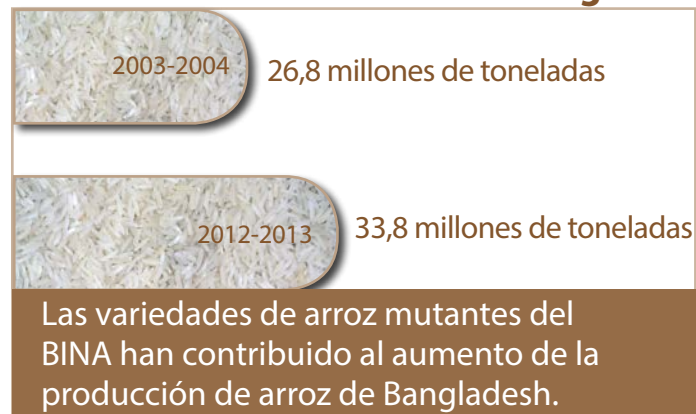 2003-2004
26,8 millones de toneladas
2012-2013
33,8 millones de toneladas
Las variedades de arroz mutantes del
BINA han contribuido al aumento de la
producción de arroz de Bangladesh.